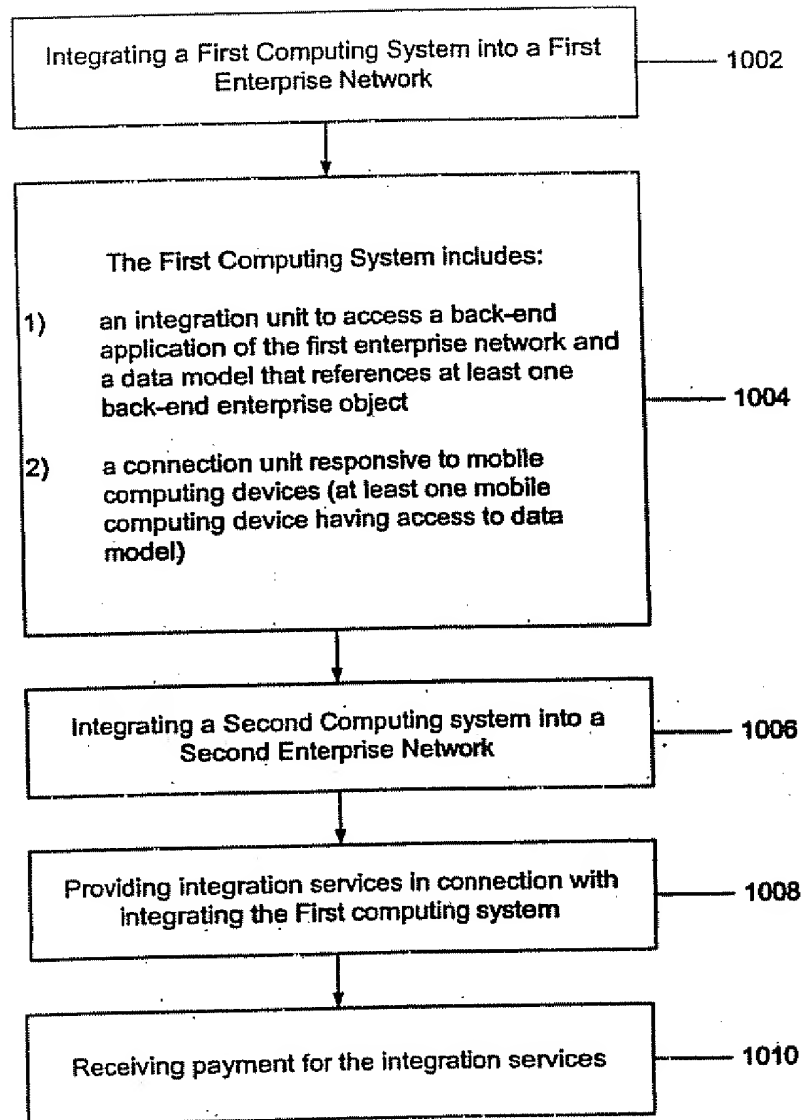 Integrating a First Computing System into a First
Enterprise Network
1002
The First Computing System includes:
1) an integration unit to access a back-end
application of the first enterprise network and
a data model that references at least one
back-end enterprise object
1004
2) a connection unit responsive to mobile
computing devices (at least one mobile
computing device having access to data
model)
Integrating a Second Computing system into a
Second Enterprise Network
1006
Providing integration services in connection with
integrating the First computing system
1008
Receiving payment for the integration services
1010